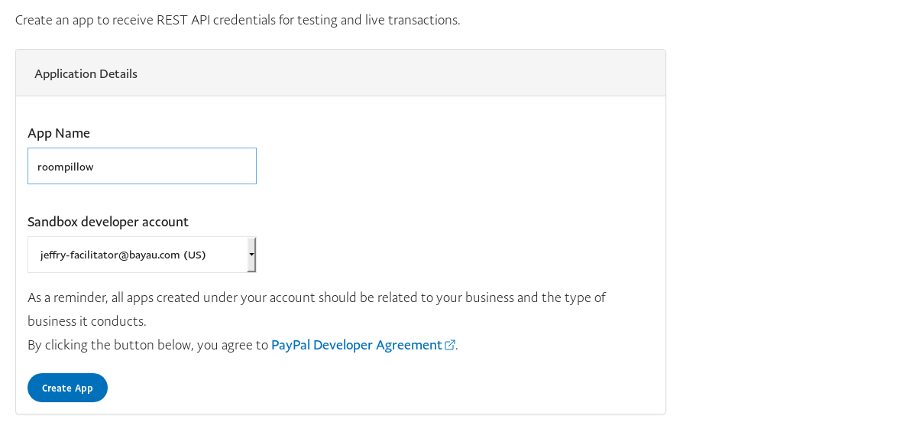 Create an app to receive REST API credentials for testing and live transactions.
Application Details
App Name
roompillow
Sandbox developer account
jeffry-facilitator@bayau.com (US)
As a reminder, all apps created under your account should be related to your business and the type of
business it conducts.
By clicking the button below, you agree to PayPal Developer Agreement.
Create App